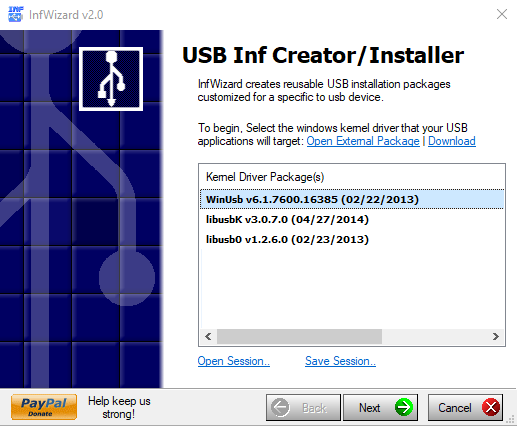 InfWizard v2.0
USB Inf Creator/Installer
InfWizard creates reusable USB installation packages
customized for a specific to usb device.
To begin, Select the windows kernel driver that your USB
applications will target: Open External Package | Download
Kernel Driver Package(s)
WinUsb v6.1.7600.16385 (02/22/2013)
libusbK v3.0.7.0 (04/27/2014)
libusb0 v1.2.6.0 (02/23/2013)
Open Session.. Save Session..
PayPal
Donate
Help keep us
strong!
Back Next Cancel